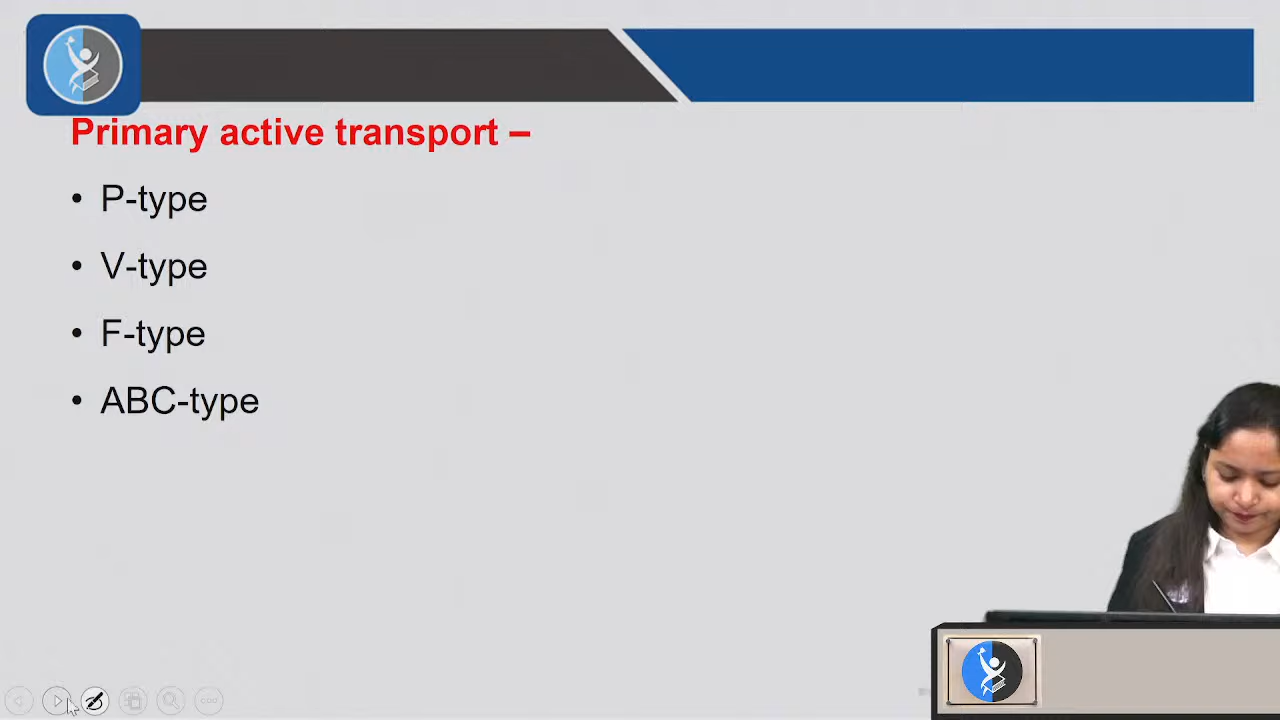 Primary active transport –
• P-type
• V-type
• F-type
• ABC-type